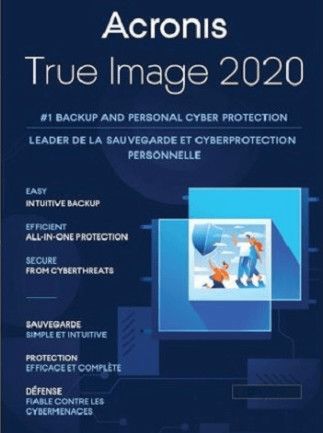 Acronis
True Image 2020
#1 BACKUP AND PERSONAL CYBER PROTECTION
LEADER DE LA SAUVEGARDE ET CYBERPROTECTION
PERSONNELLE
EASY
INTUITIVE BACKUP
EFFICIENT
ALL-IN-ONE PROTECTION
SECURE
FROM CYBERTHREATS
SAUVEGARDE
SIMPLE ET INTUITIVE
PROTECTION
EFFICACE ET COMPLÈTE
DÉFENSE
FIABLE CONTRE LES
CYBERMENACES